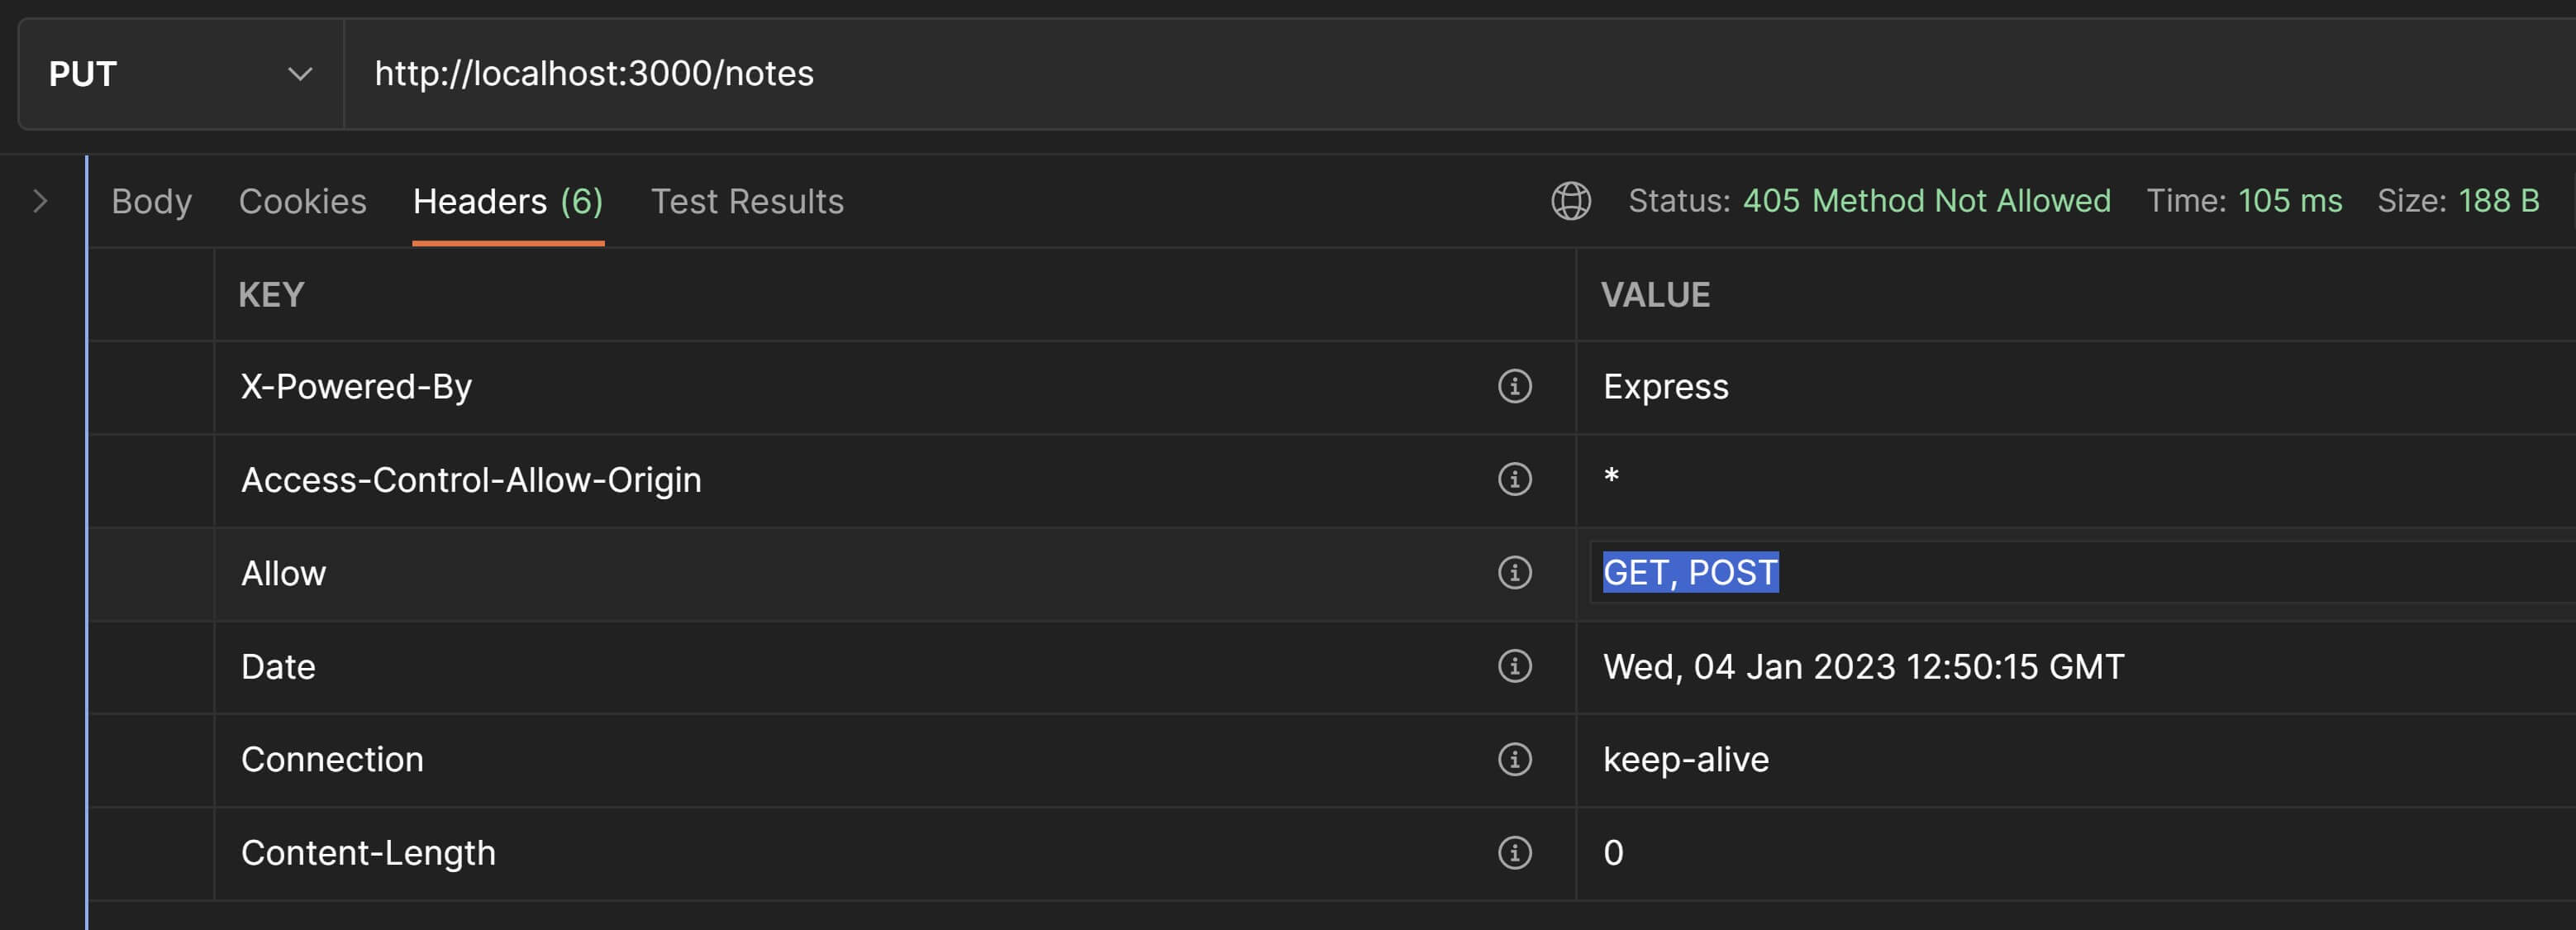 PUT http://localhost:3000/notes
Body Cookies Headers (6) Test Results Status: 405 Method Not Allowed Time: 105 ms Size: 188 B
KEY VALUE
X-Powered-By Express
Access-Control-Allow-Origin *
Allow GET, POST
Date Wed, 04 Jan 2023 12:50:15 GMT
Connection keep-alive
Content-Length 0